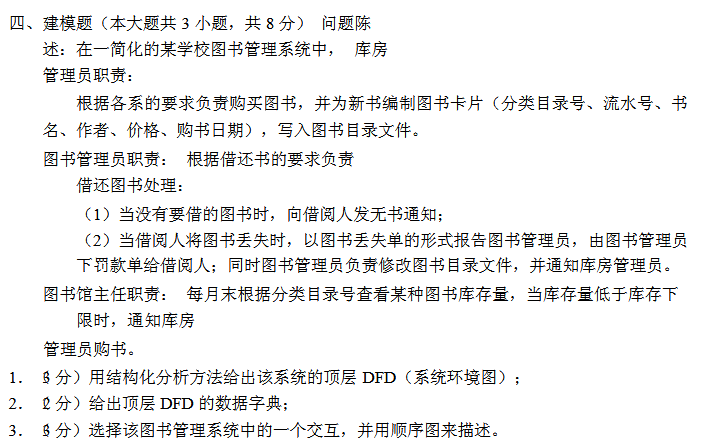 四、建模题（本大题共 3 小题，共 8 分） 问题陈
述：在一简化的某学校图书管理系统中， 库房
管理员职责：
根据各系的要求负责购买图书，并为新书编制图书卡片（分类目录号、流水号、书
名、作者、价格、购书日期），写入图书目录文件。
图书管理员职责： 根据借还书的要求负责
借还图书处理：
（1）当没有要借的图书时，向借阅人发无书通知；
（2）当借阅人将图书丢失时，以图书丢失单的形式报告图书管理员，由图书管理员
下罚款单给借阅人；同时图书管理员负责修改图书目录文件，并通知库房管理员。
图书馆主任职责： 每月末根据分类目录号查看某种图书库存量，当库存量低于库存下
限时，通知库房
管理员购书。
1． 3 分）用结构化分析方法给出该系统的顶层 DFD（系统环境图）；
2． 2 分）给出顶层 DFD 的数据字典；
3． 3 分）选择该图书管理系统中的一个交互，并用顺序图来描述。